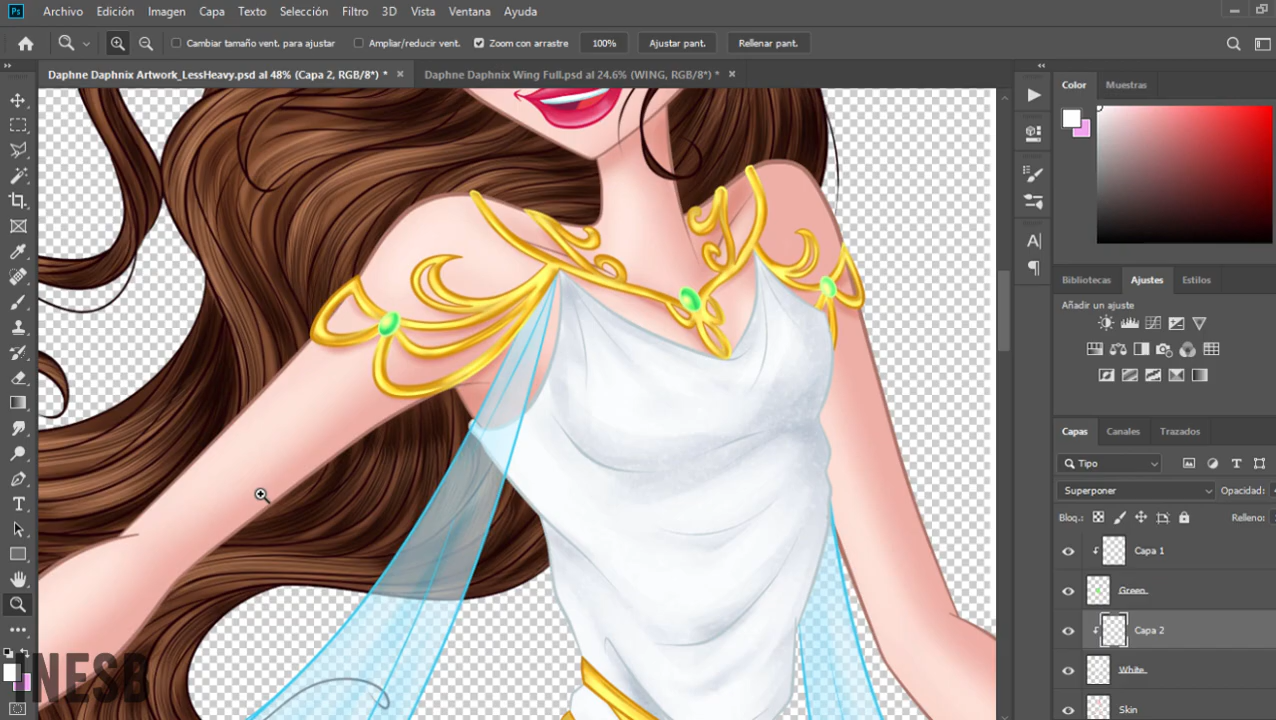 Ps Archivo Edición Imagen Capa Texto Selección Filtro 3D Vista Ventana Ayuda
Cambiar tamaño vent. para ajustar Ampliar/reducir vent. Zoom con arrastre 100% Ajustar pant. Rellenar pant.
Daphne Daphnix Artwork_LessHeavy.psd al 48% (Capa 2, RGB/8*) * × Daphne Daphnix Wing Full.psd al 24.6% (WING, RGB/8*) * ×
Color Muestras
Bibliotecas Ajustes Estilos
Añadir un ajuste
Capas Canales Trazados
Tipo
Superponer Opacidad:
Bloq.: Relleno:
Capa 1
Green
Capa 2
White
Skin
INESB